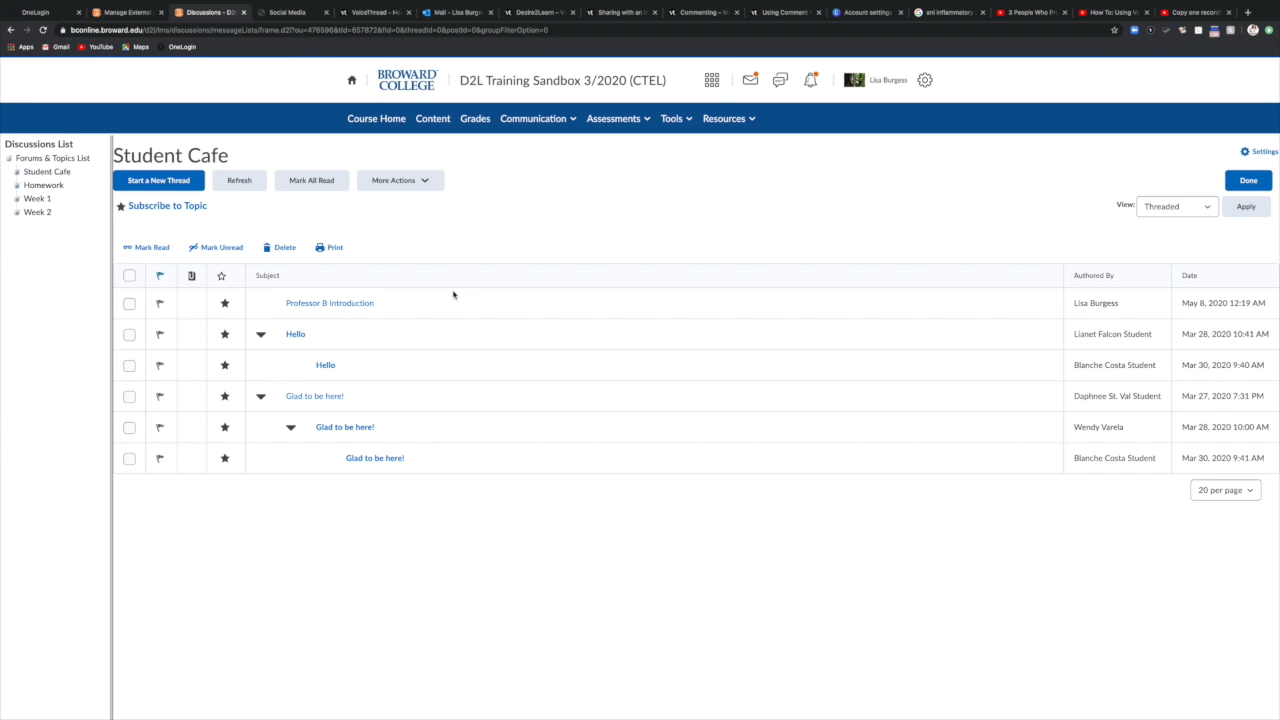 OneLogin
Manage Externa
Discussions - D2L
Social Media
VoiceThread - Ho
Mail - Lisa Burge
Desire2Learn – V
Sharing with an
Commenting – V
Using Comment
Account settings
ani inflammatory
3 People Who Pr
How To: Using V
Copy one record
bconline.broward.edu/d2l/lms/discussions/messageLists/frame.d2l?ou=476596&tId=657872&fId=0&threadId=0&postId=0&groupFilterOption=0
Apps Gmail YouTube Maps OneLogin
BROWARD COLLEGE
D2L Training Sandbox 3/2020 (CTEL)
Lisa Burgess
Course Home Content Grades Communication Assessments Tools Resources
Discussions List
Forums & Topics List
Student Cafe
Homework
Week 1
Week 2
Student Cafe
Settings
Start a New Thread Refresh Mark All Read More Actions Done
Subscribe to Topic
View: Threaded Apply
Mark Read Mark Unread Delete Print
Subject Authored By Date
Professor B Introduction Lisa Burgess May 8, 2020 12:19 AM
Hello Lianet Falcon Student Mar 28, 2020 10:41 AM
Hello Blanche Costa Student Mar 30, 2020 9:40 AM
Glad to be here! Daphnee St. Val Student Mar 27, 2020 7:31 PM
Glad to be here! Wendy Varela Mar 28, 2020 10:00 AM
Glad to be here! Blanche Costa Student Mar 30, 2020 9:41 AM
20 per page